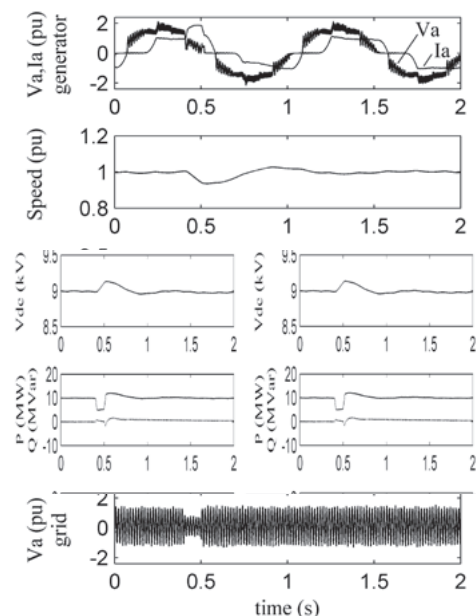 Va,Ia (pu)
generator
2
0
-2
Va
Ia
0 0.5 1 1.5 2
Speed (pu)
1.2
1
0.8
0 0.5 1 1.5 2
Vdc (kV)
9.5
9
8.5
0 0.5 1 1.5 2
Vdc (kV)
9.5
9
8.5
0 0.5 1 1.5 2
P (MW)
Q (MVar)
20
10
0
-10
0 0.5 1 1.5 2
P (MW)
Q (MVar)
20
10
0
-10
0 0.5 1 1.5 2
Va (pu)
grid
2
0
-2
0 0.5 1 1.5 2
time (s)